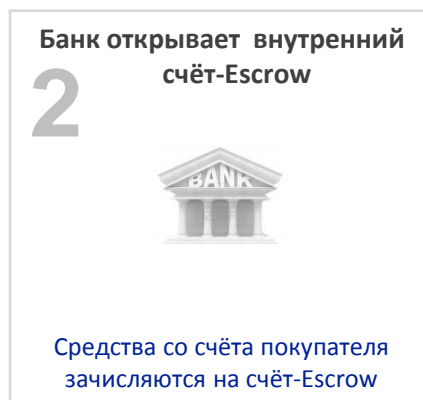 Банк открывает внутренний
счёт-Escrow
2
BANK
Средства со счёта покупателя
зачисляются на счёт-Escrow